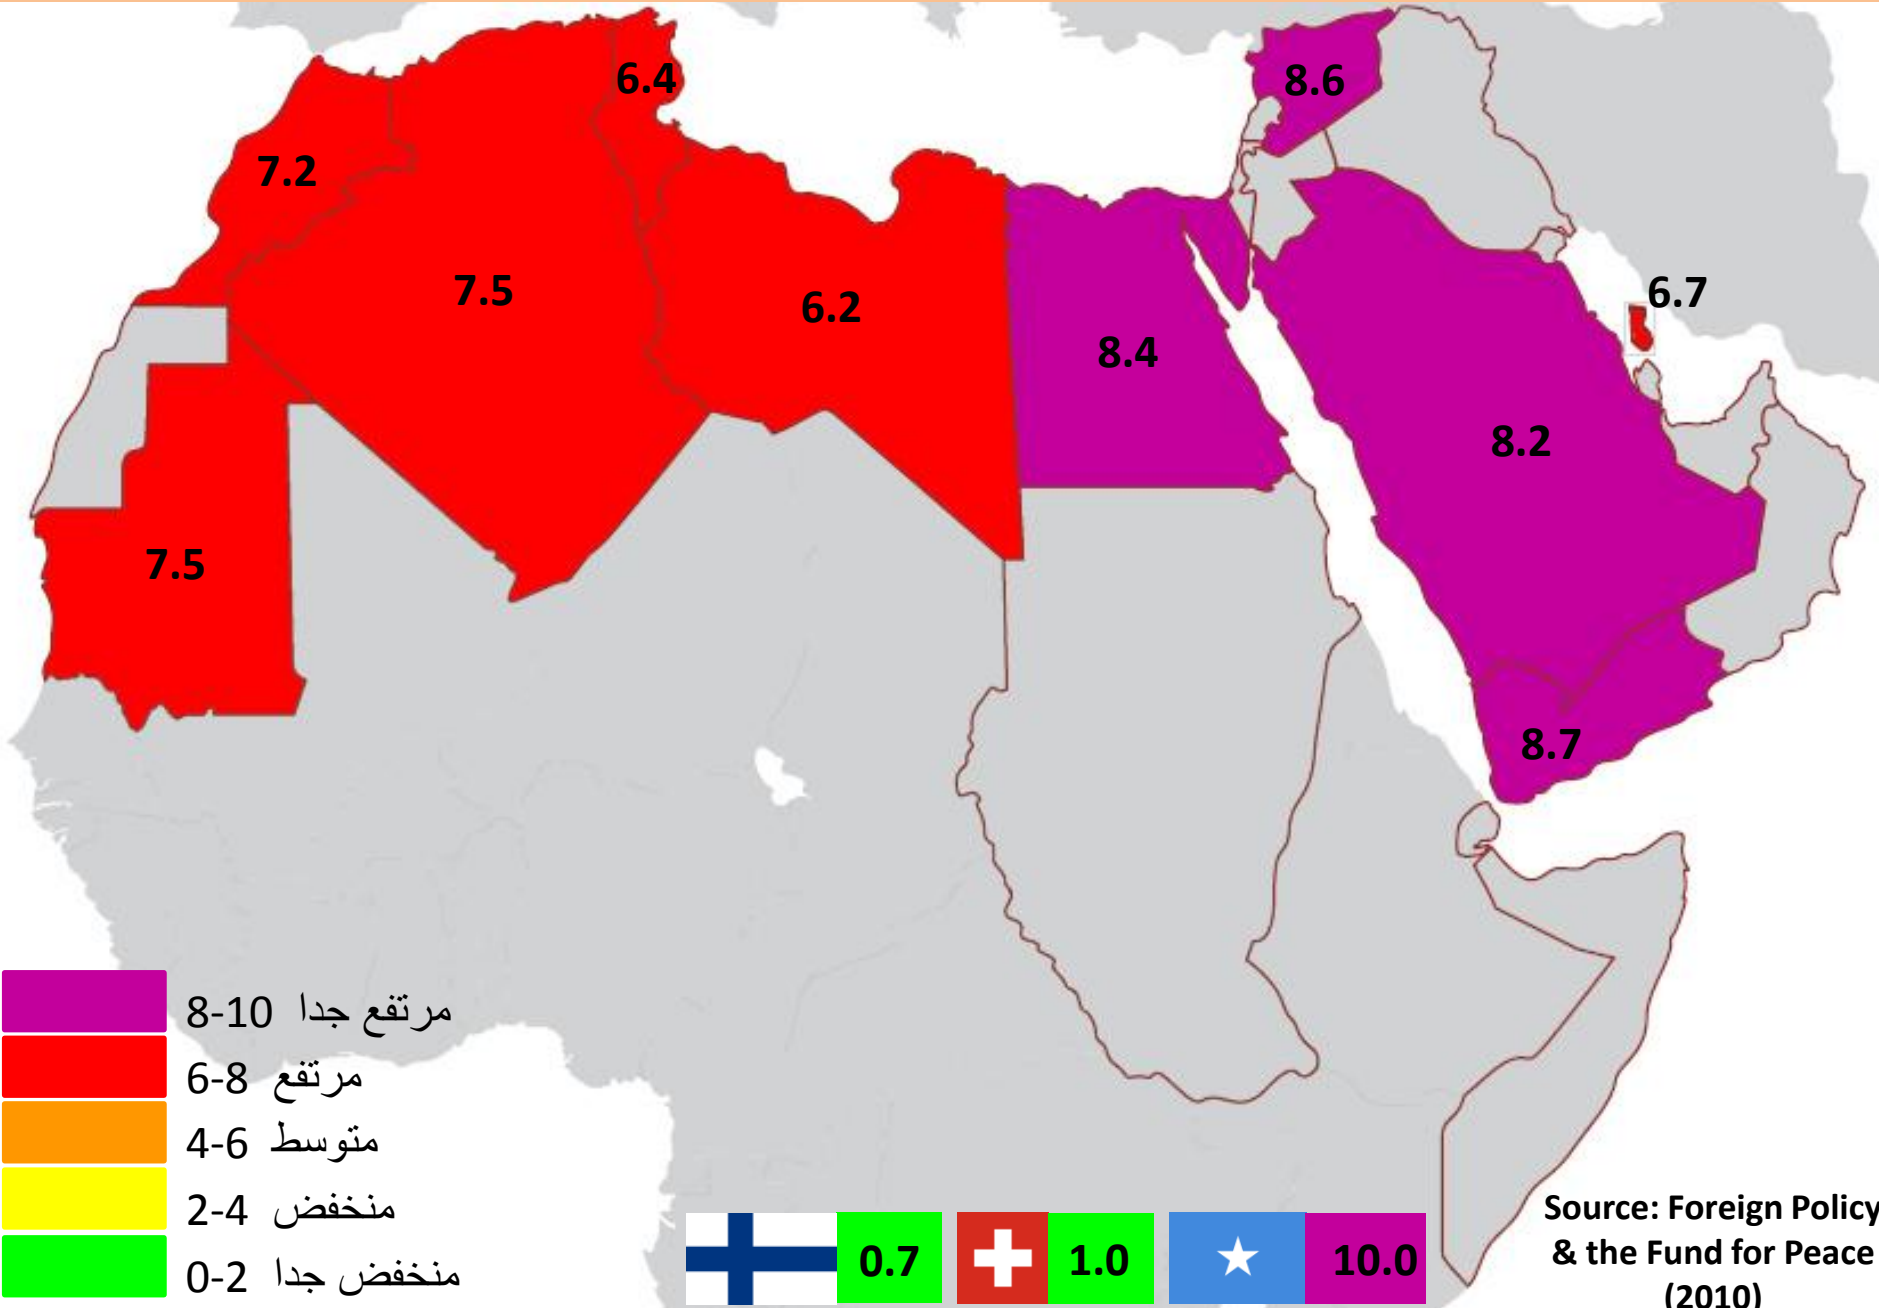 6.4
8.6
7.2
7.5
6.2
6.7
8.4
8.2
7.5
8.7
مرتفع جدا 8-10
مرتفع 6-8
متوسط 4-6
منخفض 2-4
منخفض جدا 0-2
0.7
1.0
10.0
Source: Foreign Policy
& the Fund for Peace
(2010)